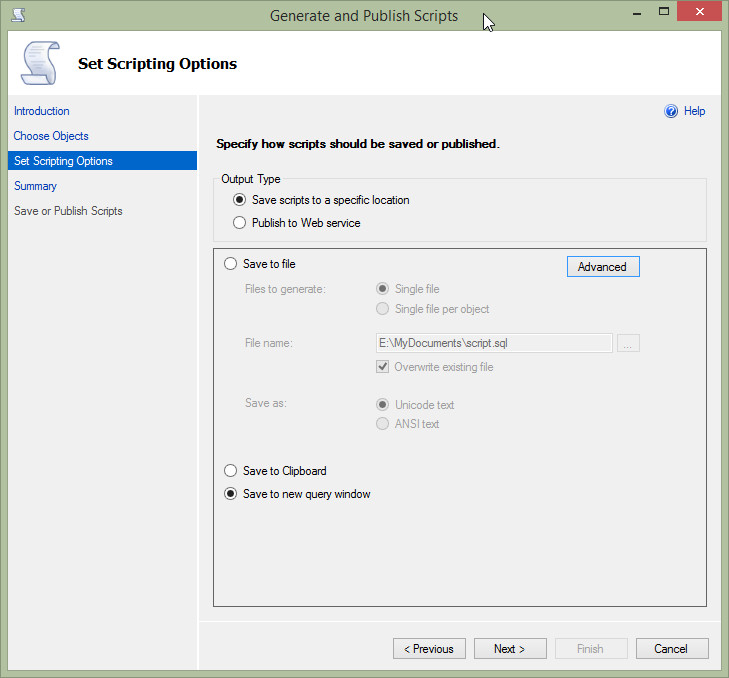 Generate and Publish Scripts
Set Scripting Options
Introduction
Choose Objects
Set Scripting Options
Summary
Save or Publish Scripts
Help
Specify how scripts should be saved or published.
Output Type
Save scripts to a specific location
Publish to Web service
Save to file
Advanced
Files to generate:
Single file
Single file per object
File name:
E:\MyDocuments\script.sql
...
Overwrite existing file
Save as:
Unicode text
ANSI text
Save to Clipboard
Save to new query window
< Previous
Next >
Finish
Cancel